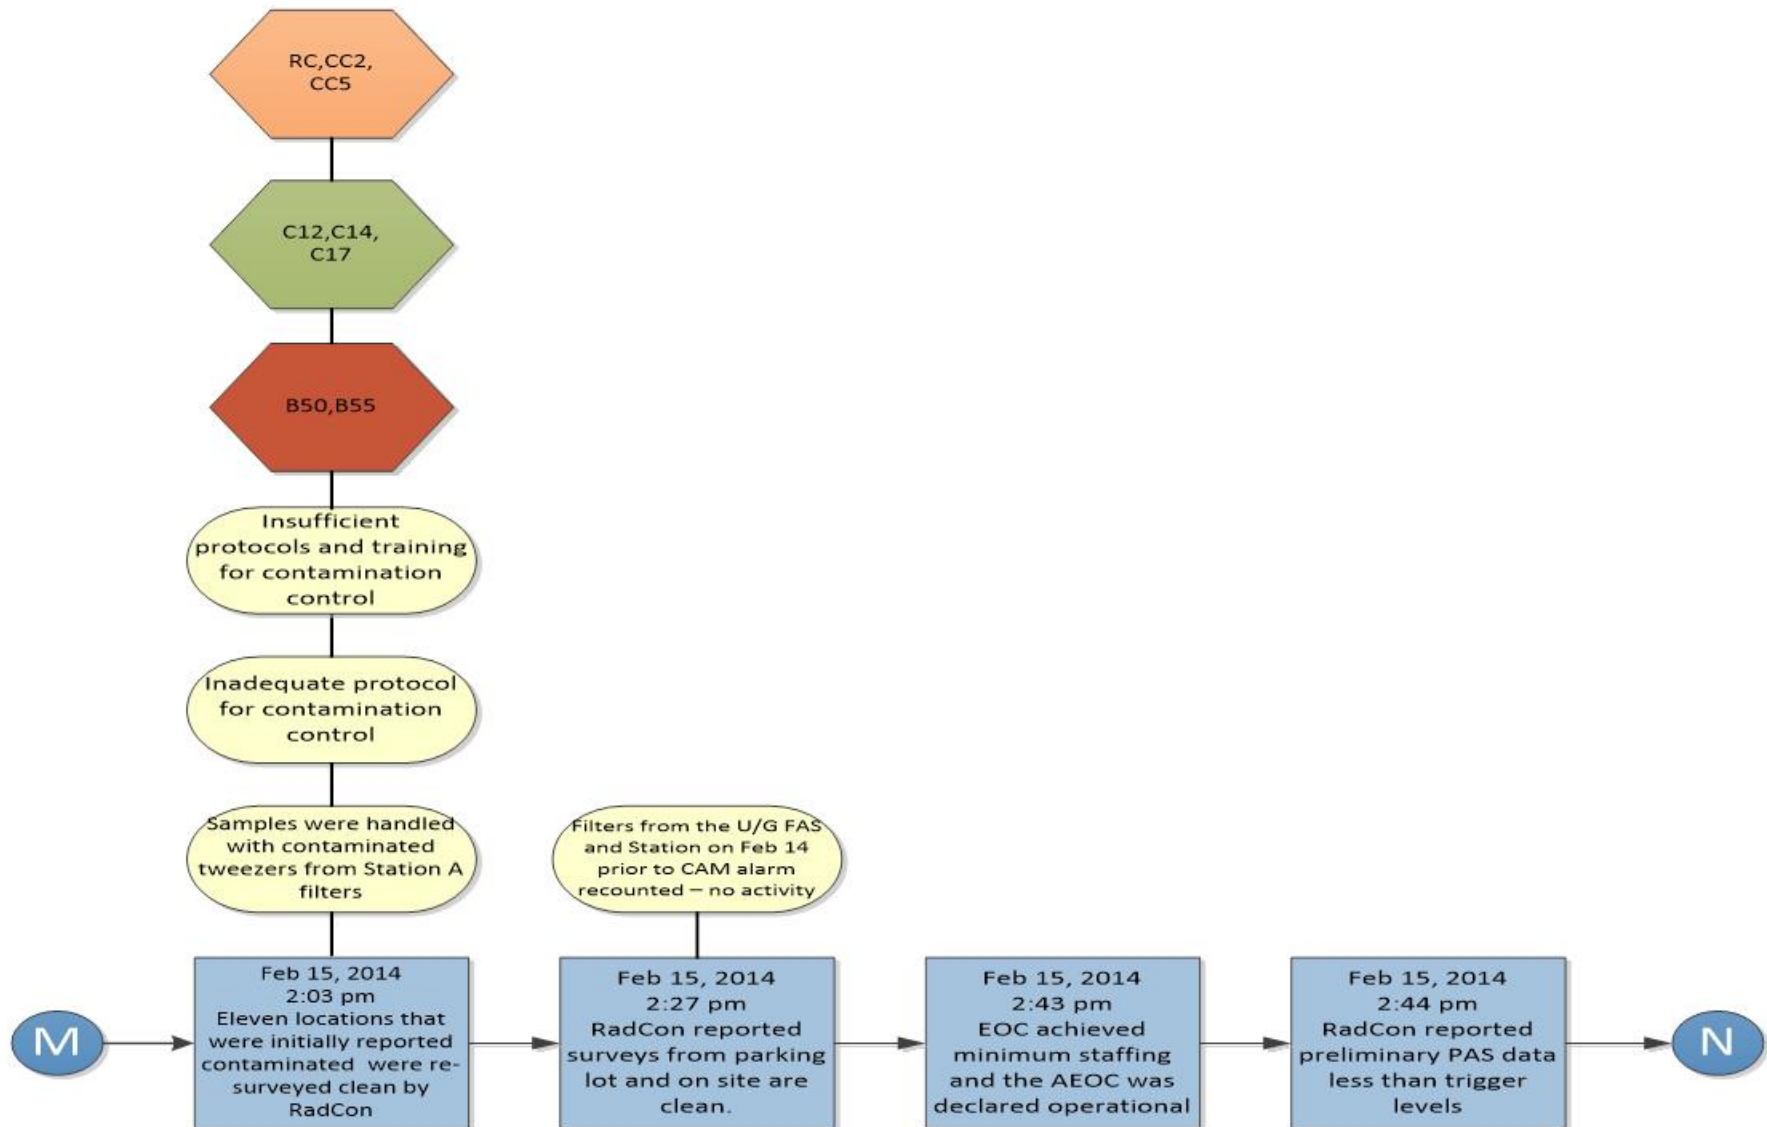 RC,CC2,
CC5
C12,C14,
C17
B50,B55
Insufficient
protocols and training
for contamination
control
Inadequate protocol
for contamination
control
Samples were handled
with contaminated
tweezers from Station A
filters
Filters from the U/G FAS
and Station on Feb 14
prior to CAM alarm
recounted – no activity
M
Feb 15, 2014
2:03 pm
Eleven locations that
were initially reported
contaminated were re-
surveyed clean by
RadCon
Feb 15, 2014
2:27 pm
RadCon reported
surveys from parking
lot and on site are
clean.
Feb 15, 2014
2:43 pm
EOC achieved
minimum staffing
and the AEOC was
declared operational
Feb 15, 2014
2:44 pm
RadCon reported
preliminary PAS data
less than trigger
levels
N